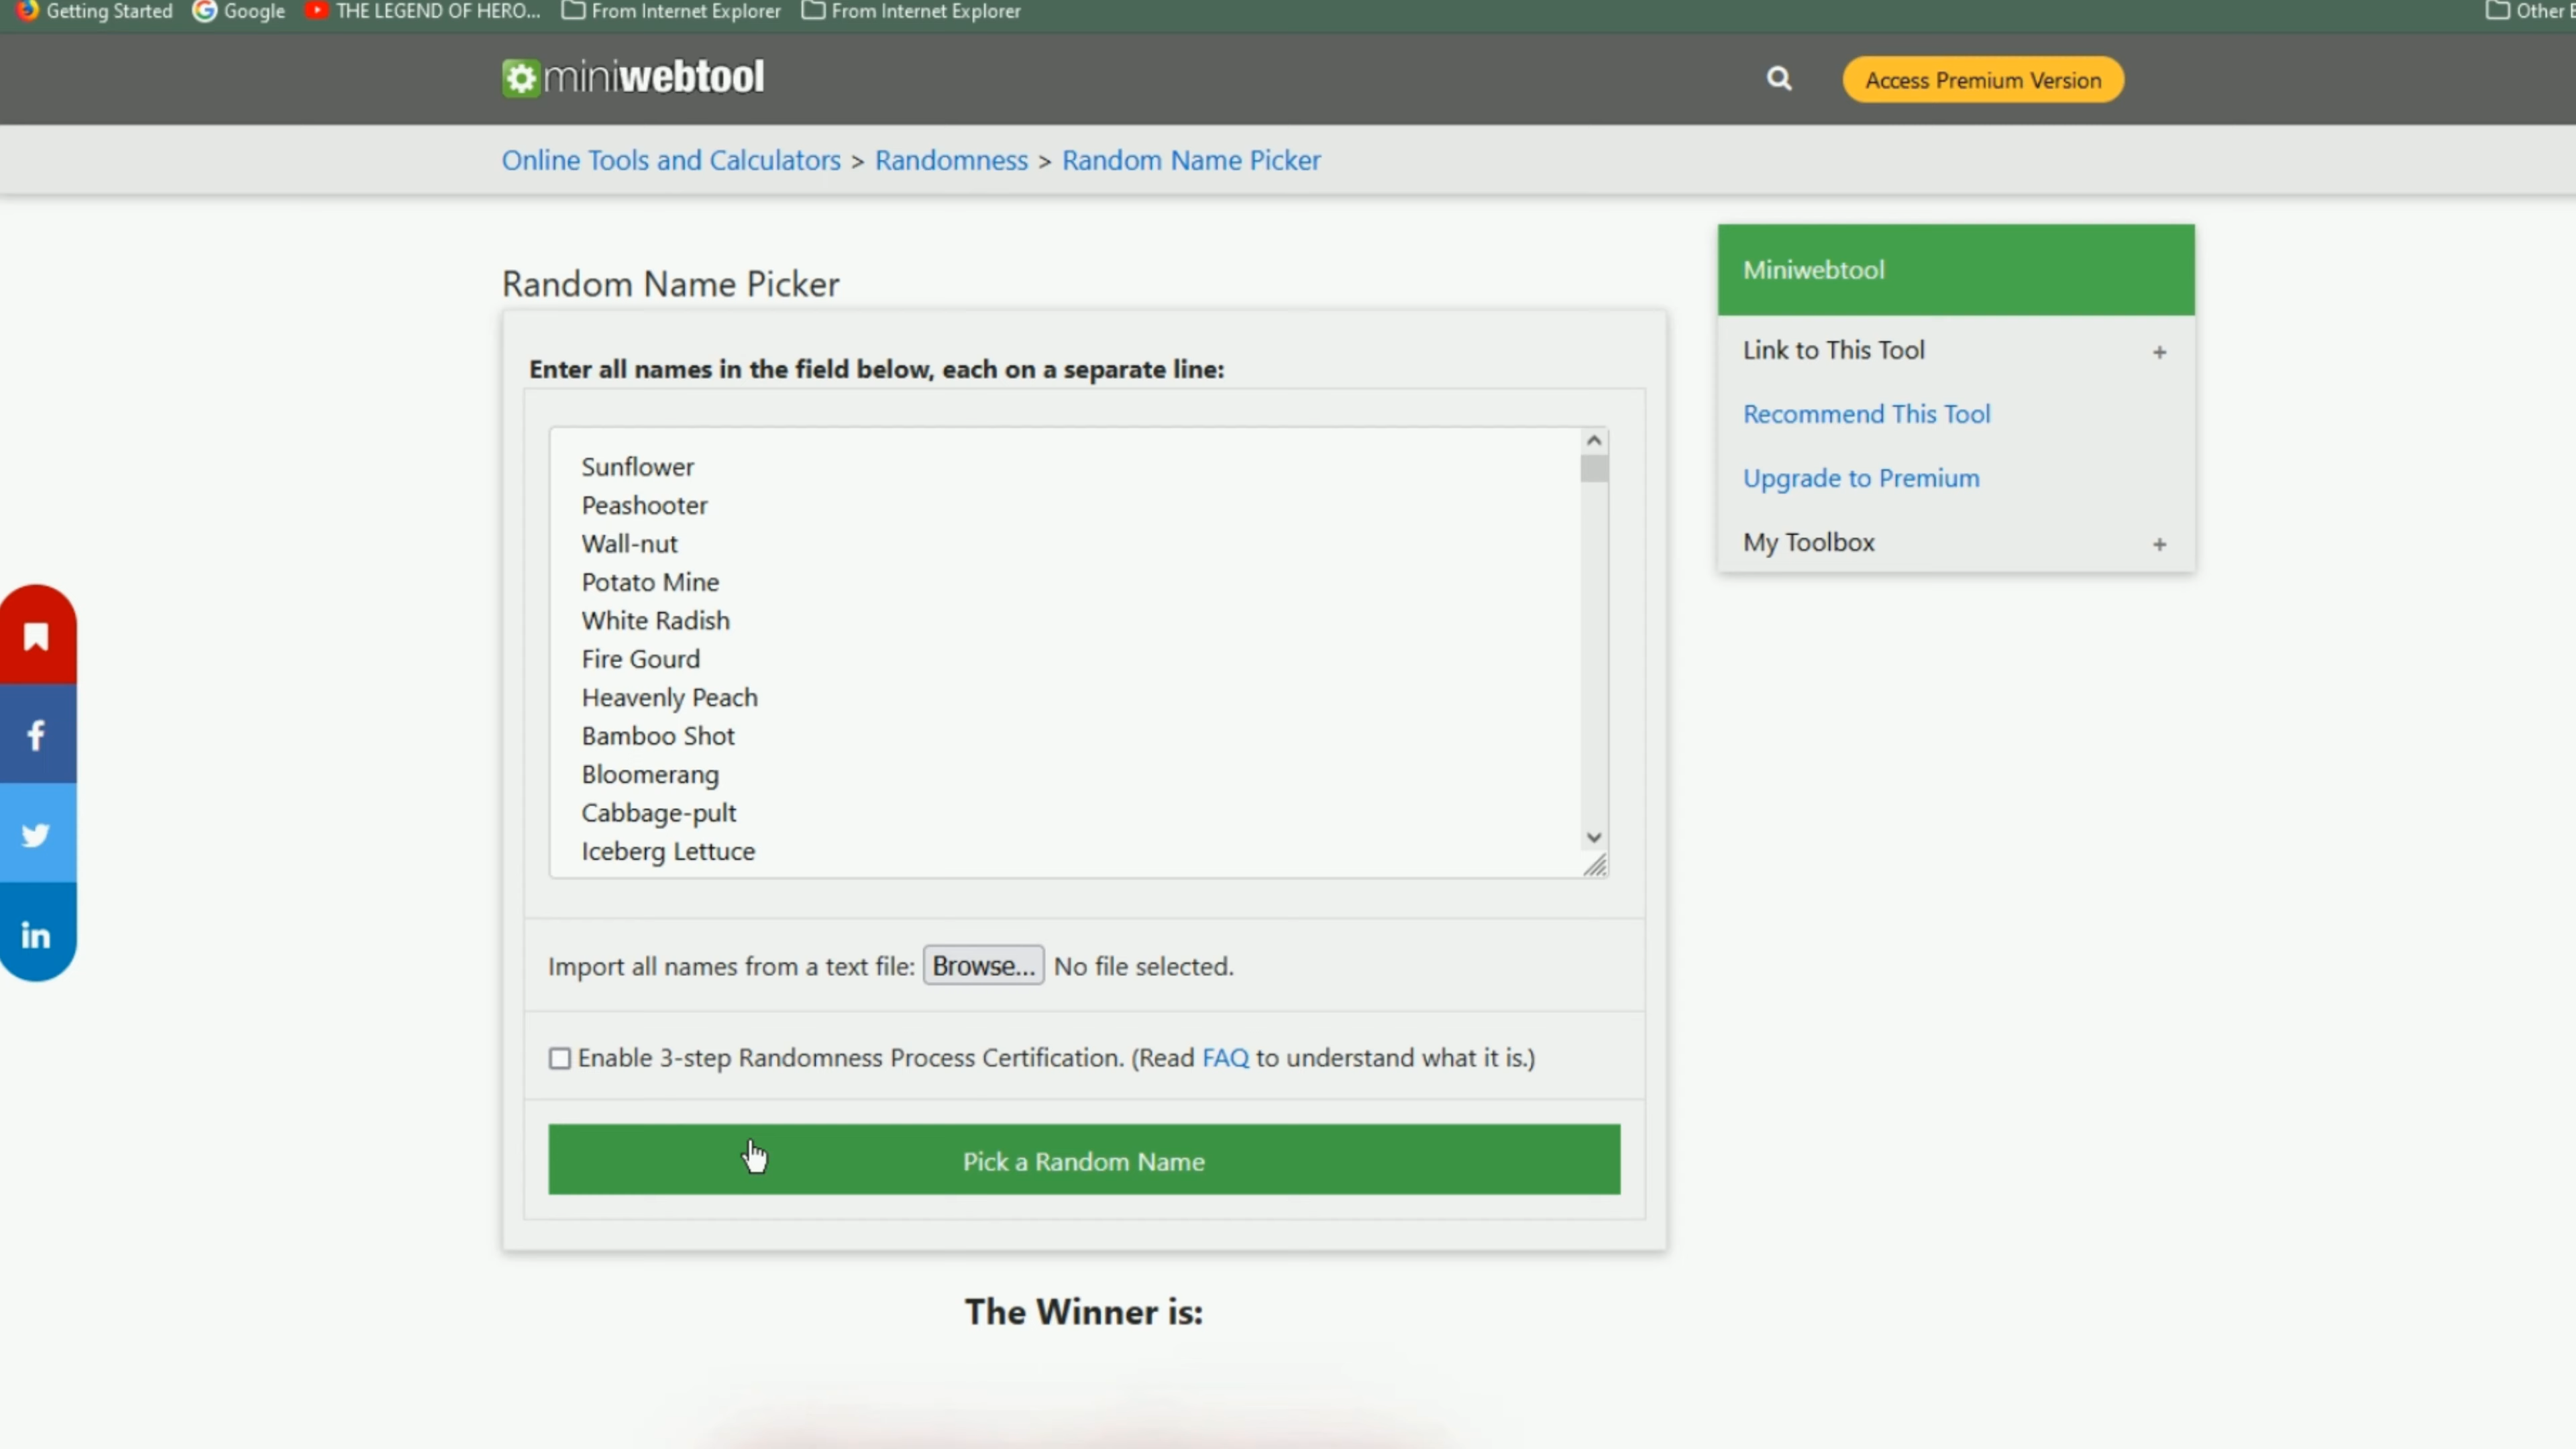 Getting Started Google THE LEGEND OF HERO... From Internet Explorer From Internet Explorer Other
miniwebtool
Access Premium Version
Online Tools and Calculators > Randomness > Random Name Picker
Random Name Picker
Enter all names in the field below, each on a separate line:
Sunflower
Peashooter
Wall-nut
Potato Mine
White Radish
Fire Gourd
Heavenly Peach
Bamboo Shot
Bloomerang
Cabbage-pult
Iceberg Lettuce
Import all names from a text file: Browse... No file selected.
Enable 3-step Randomness Process Certification. (Read FAQ to understand what it is.)
Pick a Random Name
The Winner is:
Miniwebtool
Link to This Tool +
Recommend This Tool
Upgrade to Premium
My Toolbox +
f
in